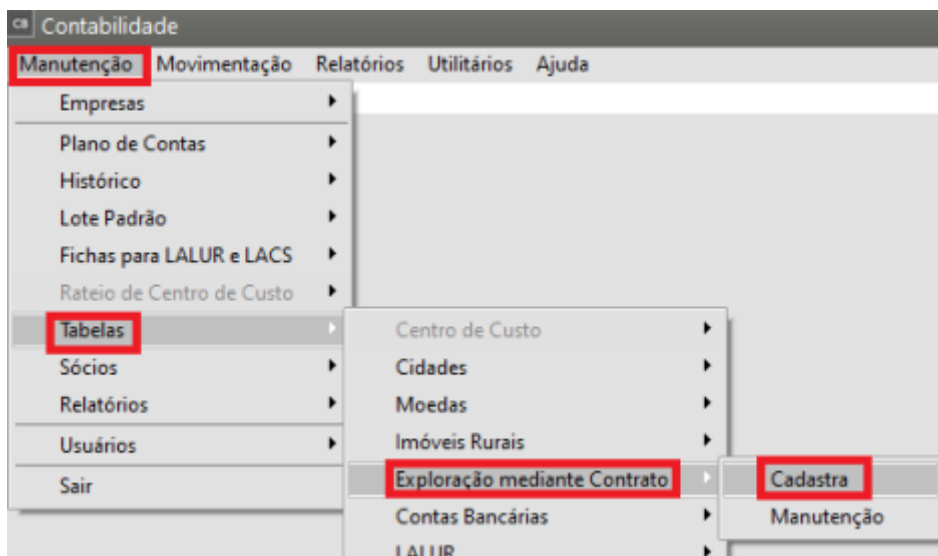 CB Contabilidade
Manutenção Movimentação Relatórios Utilitários Ajuda
Empresas
Plano de Contas
Histórico
Lote Padrão
Fichas para LALUR e LACS
Rateio de Centro de Custo
Tabelas
Sócios
Relatórios
Usuários
Sair
Centro de Custo
Cidades
Moedas
Imóveis Rurais
Exploração mediante Contrato
Contas Bancárias
LALUR
Cadastra
Manutenção